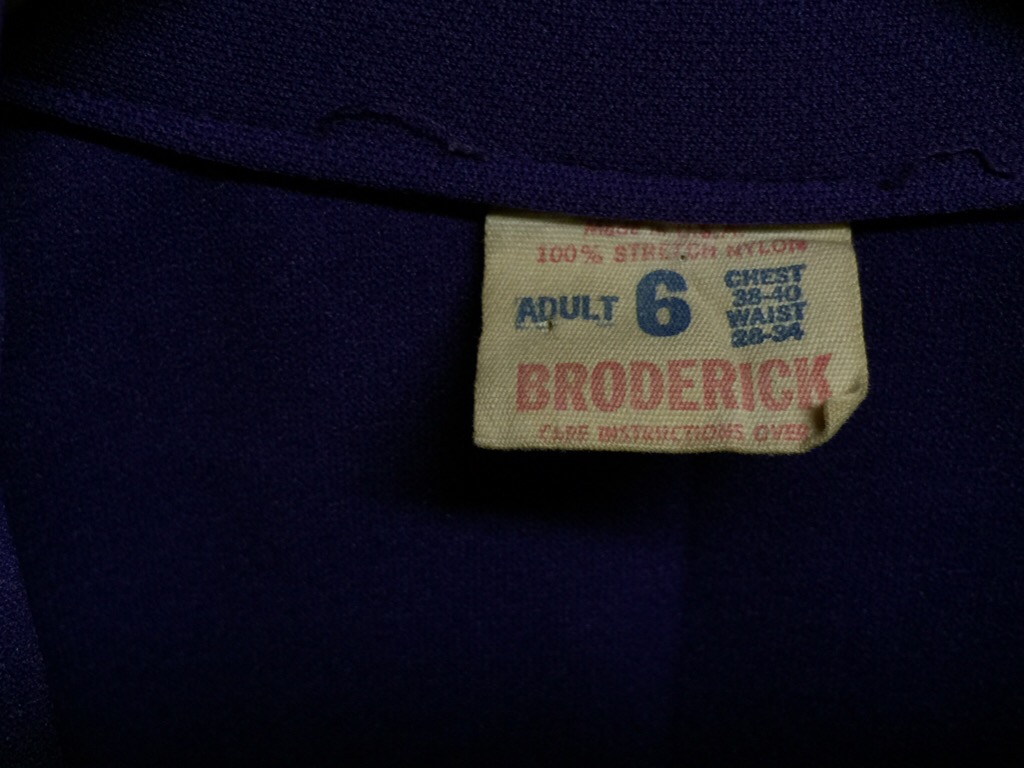 100% STRETCH NYLON
ADULT 6
CHEST
38-40
WAIST
28-34
BRODERICK
CARE INSTRUCTIONS OVER